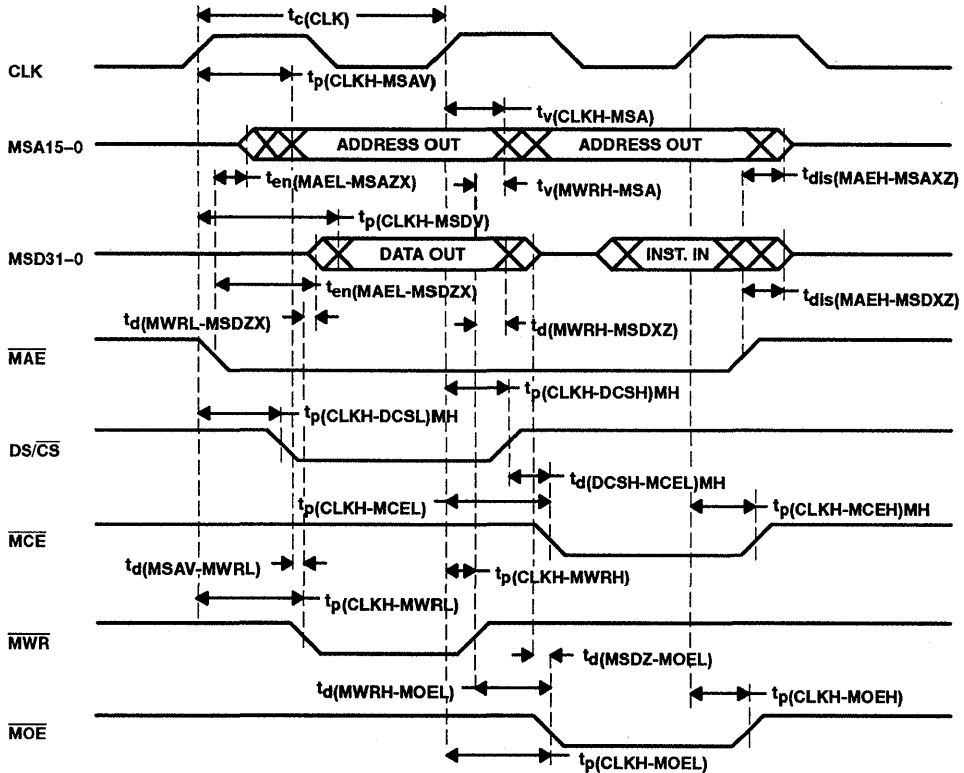 tc(CLK)
CLK
tp(CLKH-MSAV)
tv(CLKH-MSA)
MSA15–0
ADDRESS OUT
ADDRESS OUT
ten(MAEL-MSAZX)
tv(MWRH-MSA)
tdis(MAEH-MSAXZ)
tp(CLKH-MSDV)
MSD31–0
DATA OUT
INST. IN
ten(MAEL-MSDZX)
tdis(MAEH-MSDXZ)
td(MWRL-MSDZX)
td(MWRH-MSDXZ)
MAE
tp(CLKH-DCSH)MH
tp(CLKH-DCSL)MH
DS/CS
td(DCSH-MCEL)MH
tp(CLKH-MCEL)
tp(CLKH-MCEH)MH
MCE
td(MSAV-MWRL)
tp(CLKH-MWRH)
tp(CLKH-MWRL)
MWR
td(MSDZ-MOEL)
td(MWRH-MOEL)
tp(CLKH-MOEH)
MOE
tp(CLKH-MOEL)